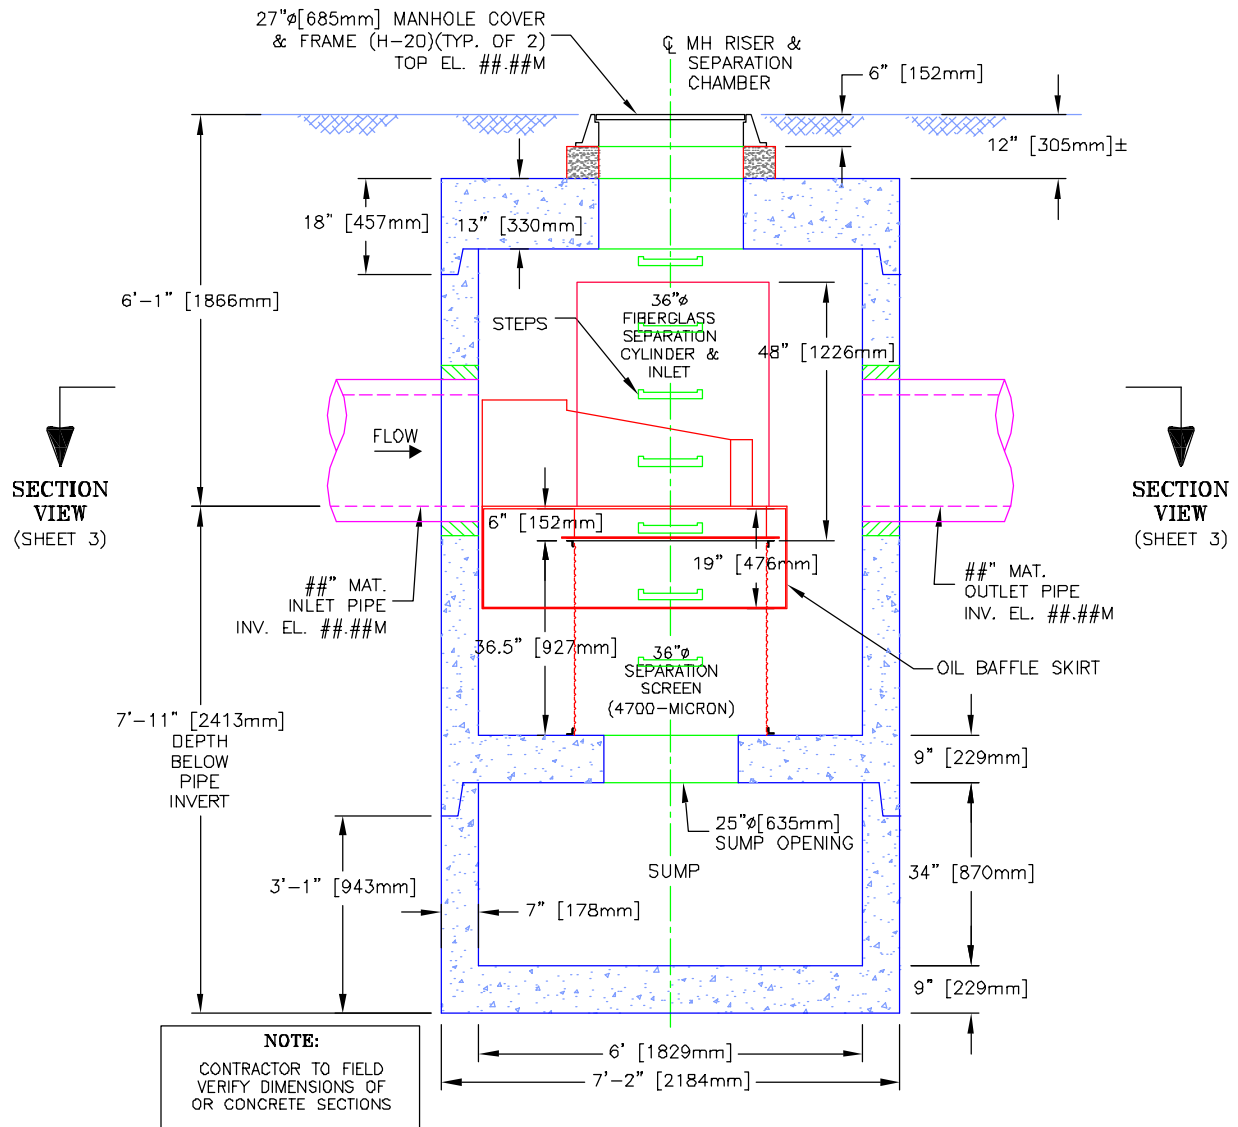 27"ø[685mm] MANHOLE COVER
& FRAME (H-20)(TYP. OF 2)
TOP EL. ##.##M
℄ MH RISER &
SEPARATION
CHAMBER
6" [152mm]
12" [305mm]±
18" [457mm]
13" [330mm]
6'-1" [1866mm]
STEPS
36"ø
FIBERGLASS
SEPARATION
CYLINDER &
INLET
48" [1226mm]
FLOW
SECTION
VIEW
(SHEET 3)
SECTION
VIEW
(SHEET 3)
6" [152mm]
19" [476mm]
##" MAT.
INLET PIPE
INV. EL. ##.##M
##" MAT.
OUTLET PIPE
INV. EL. ##.##M
36.5" [927mm]
36"ø
SEPARATION
SCREEN
(4700-MICRON)
OIL BAFFLE SKIRT
7'-11" [2413mm]
DEPTH
BELOW
PIPE
INVERT
9" [229mm]
25"ø[635mm]
SUMP OPENING
SUMP
34" [870mm]
3'-1" [943mm]
7" [178mm]
9" [229mm]
6' [1829mm]
7'-2" [2184mm]
NOTE:
CONTRACTOR TO FIELD
VERIFY DIMENSIONS OF
OR CONCRETE SECTIONS